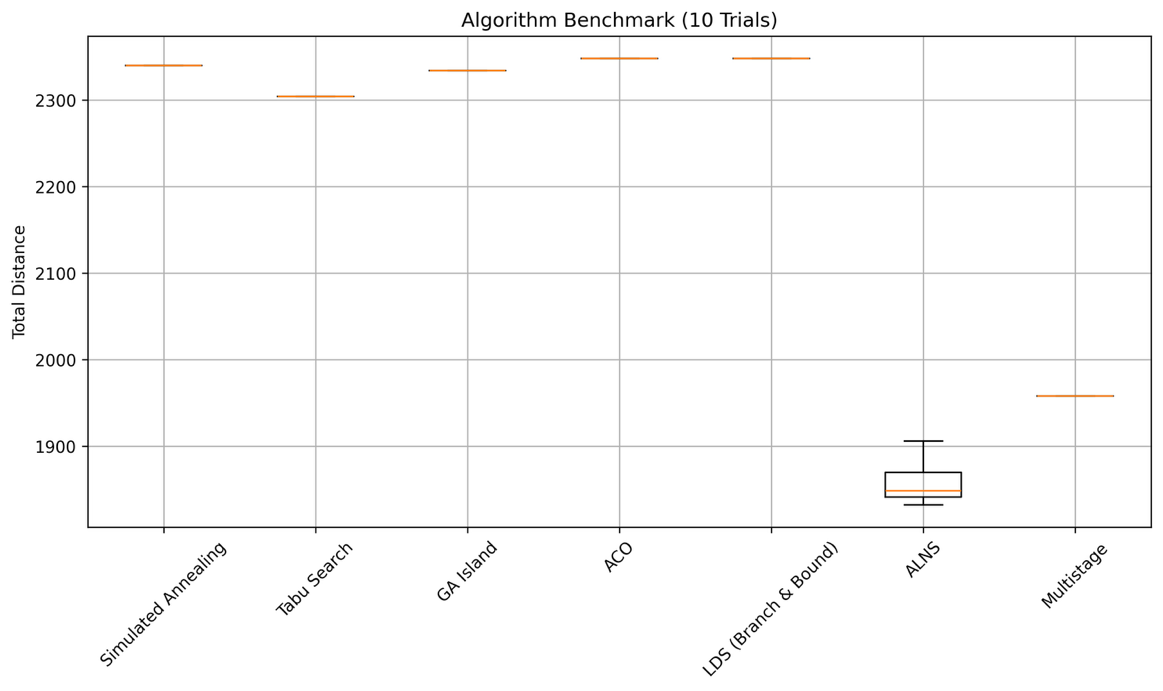 Algorithm Benchmark (10 Trials)
Total Distance
2300
2200
2100
2000
1900
Simulated Annealing
Tabu Search
GA Island
ACO
LDS (Branch & Bound)
ALNS
Multistage